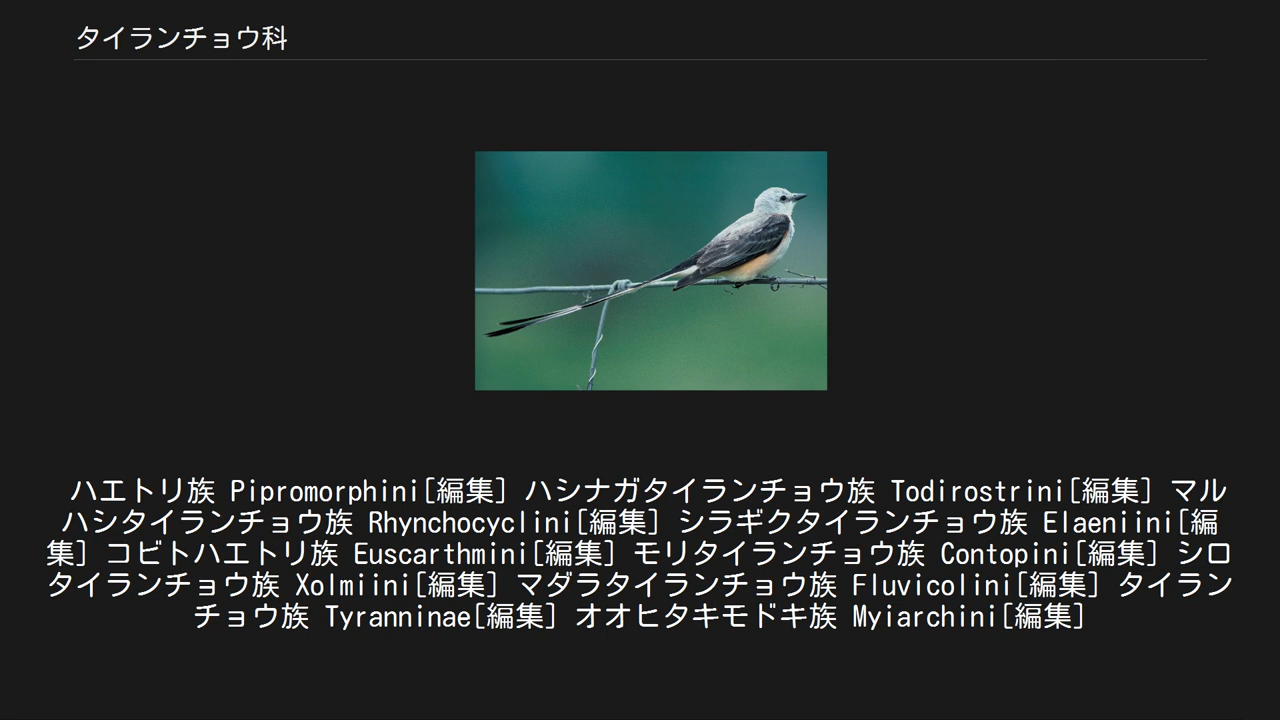 タイランチョウ科
ハエトリ族 Pipromorphini[編集] ハシナガタイランチョウ族 Todirostrini[編集] マル
ハシタイランチョウ族 Rhynchocyclini[編集] シラギクタイランチョウ族 Elaeniini[編
集] コビトハエトリ族 Euscarthmini[編集] モリタイランチョウ族 Contopini[編集] シロ
タイランチョウ族 Xolmiini[編集] マダラタイランチョウ族 Fluvicolini[編集] タイラン
チョウ族 Tyranninae[編集] オオヒタキモドキ族 Myiarchini[編集]